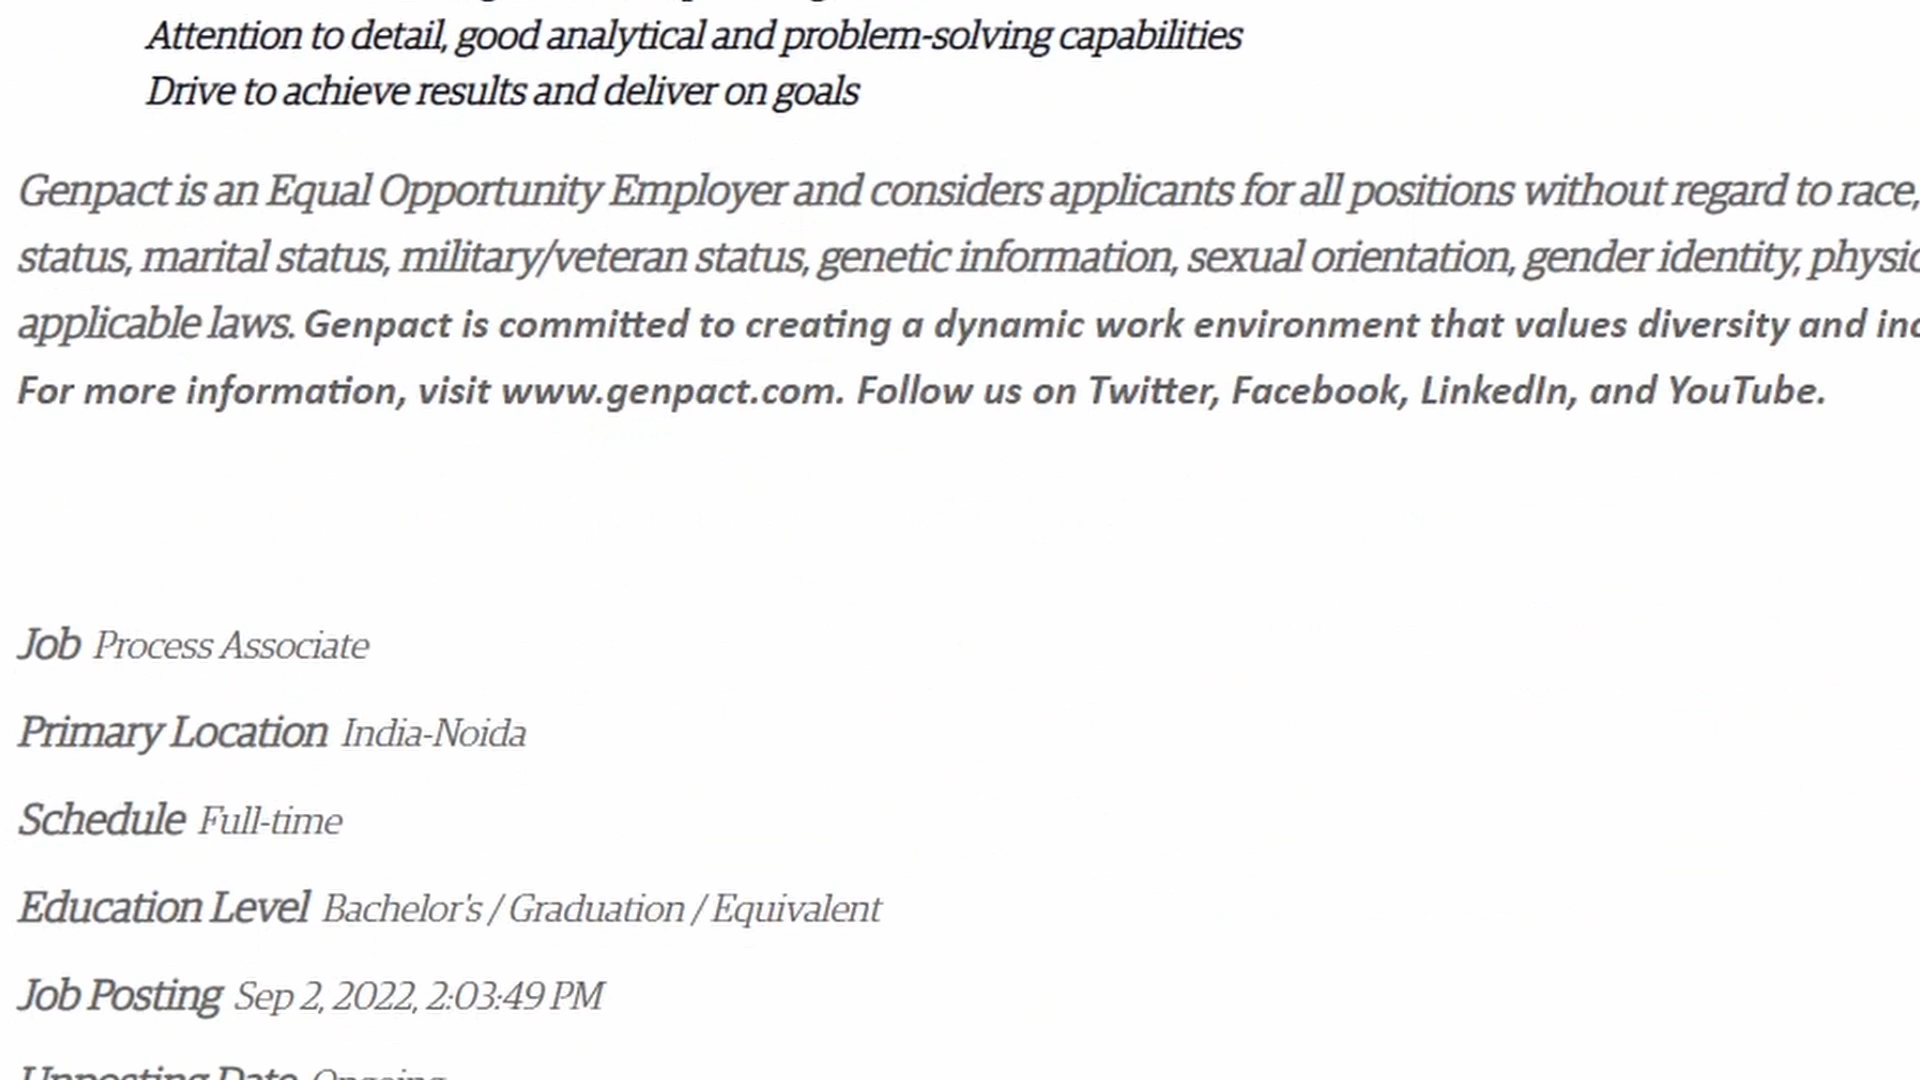 Attention to detail, good analytical and problem-solving capabilities
Drive to achieve results and deliver on goals
Genpact is an Equal Opportunity Employer and considers applicants for all positions without regard to race,
status, marital status, military/veteran status, genetic information, sexual orientation, gender identity,
applicable laws. Genpact is committed to creating a dynamic work environment that values diversity and
For more information, visit www.genpact.com. Follow us on Twitter, Facebook, LinkedIn, and YouTube.
Job Process Associate
Primary Location India-Noida
Schedule Full-time
Education Level Bachelor's / Graduation / Equivalent
Job Posting Sep 2, 2022, 2:03:49 PM
Unposting Date Ongoing